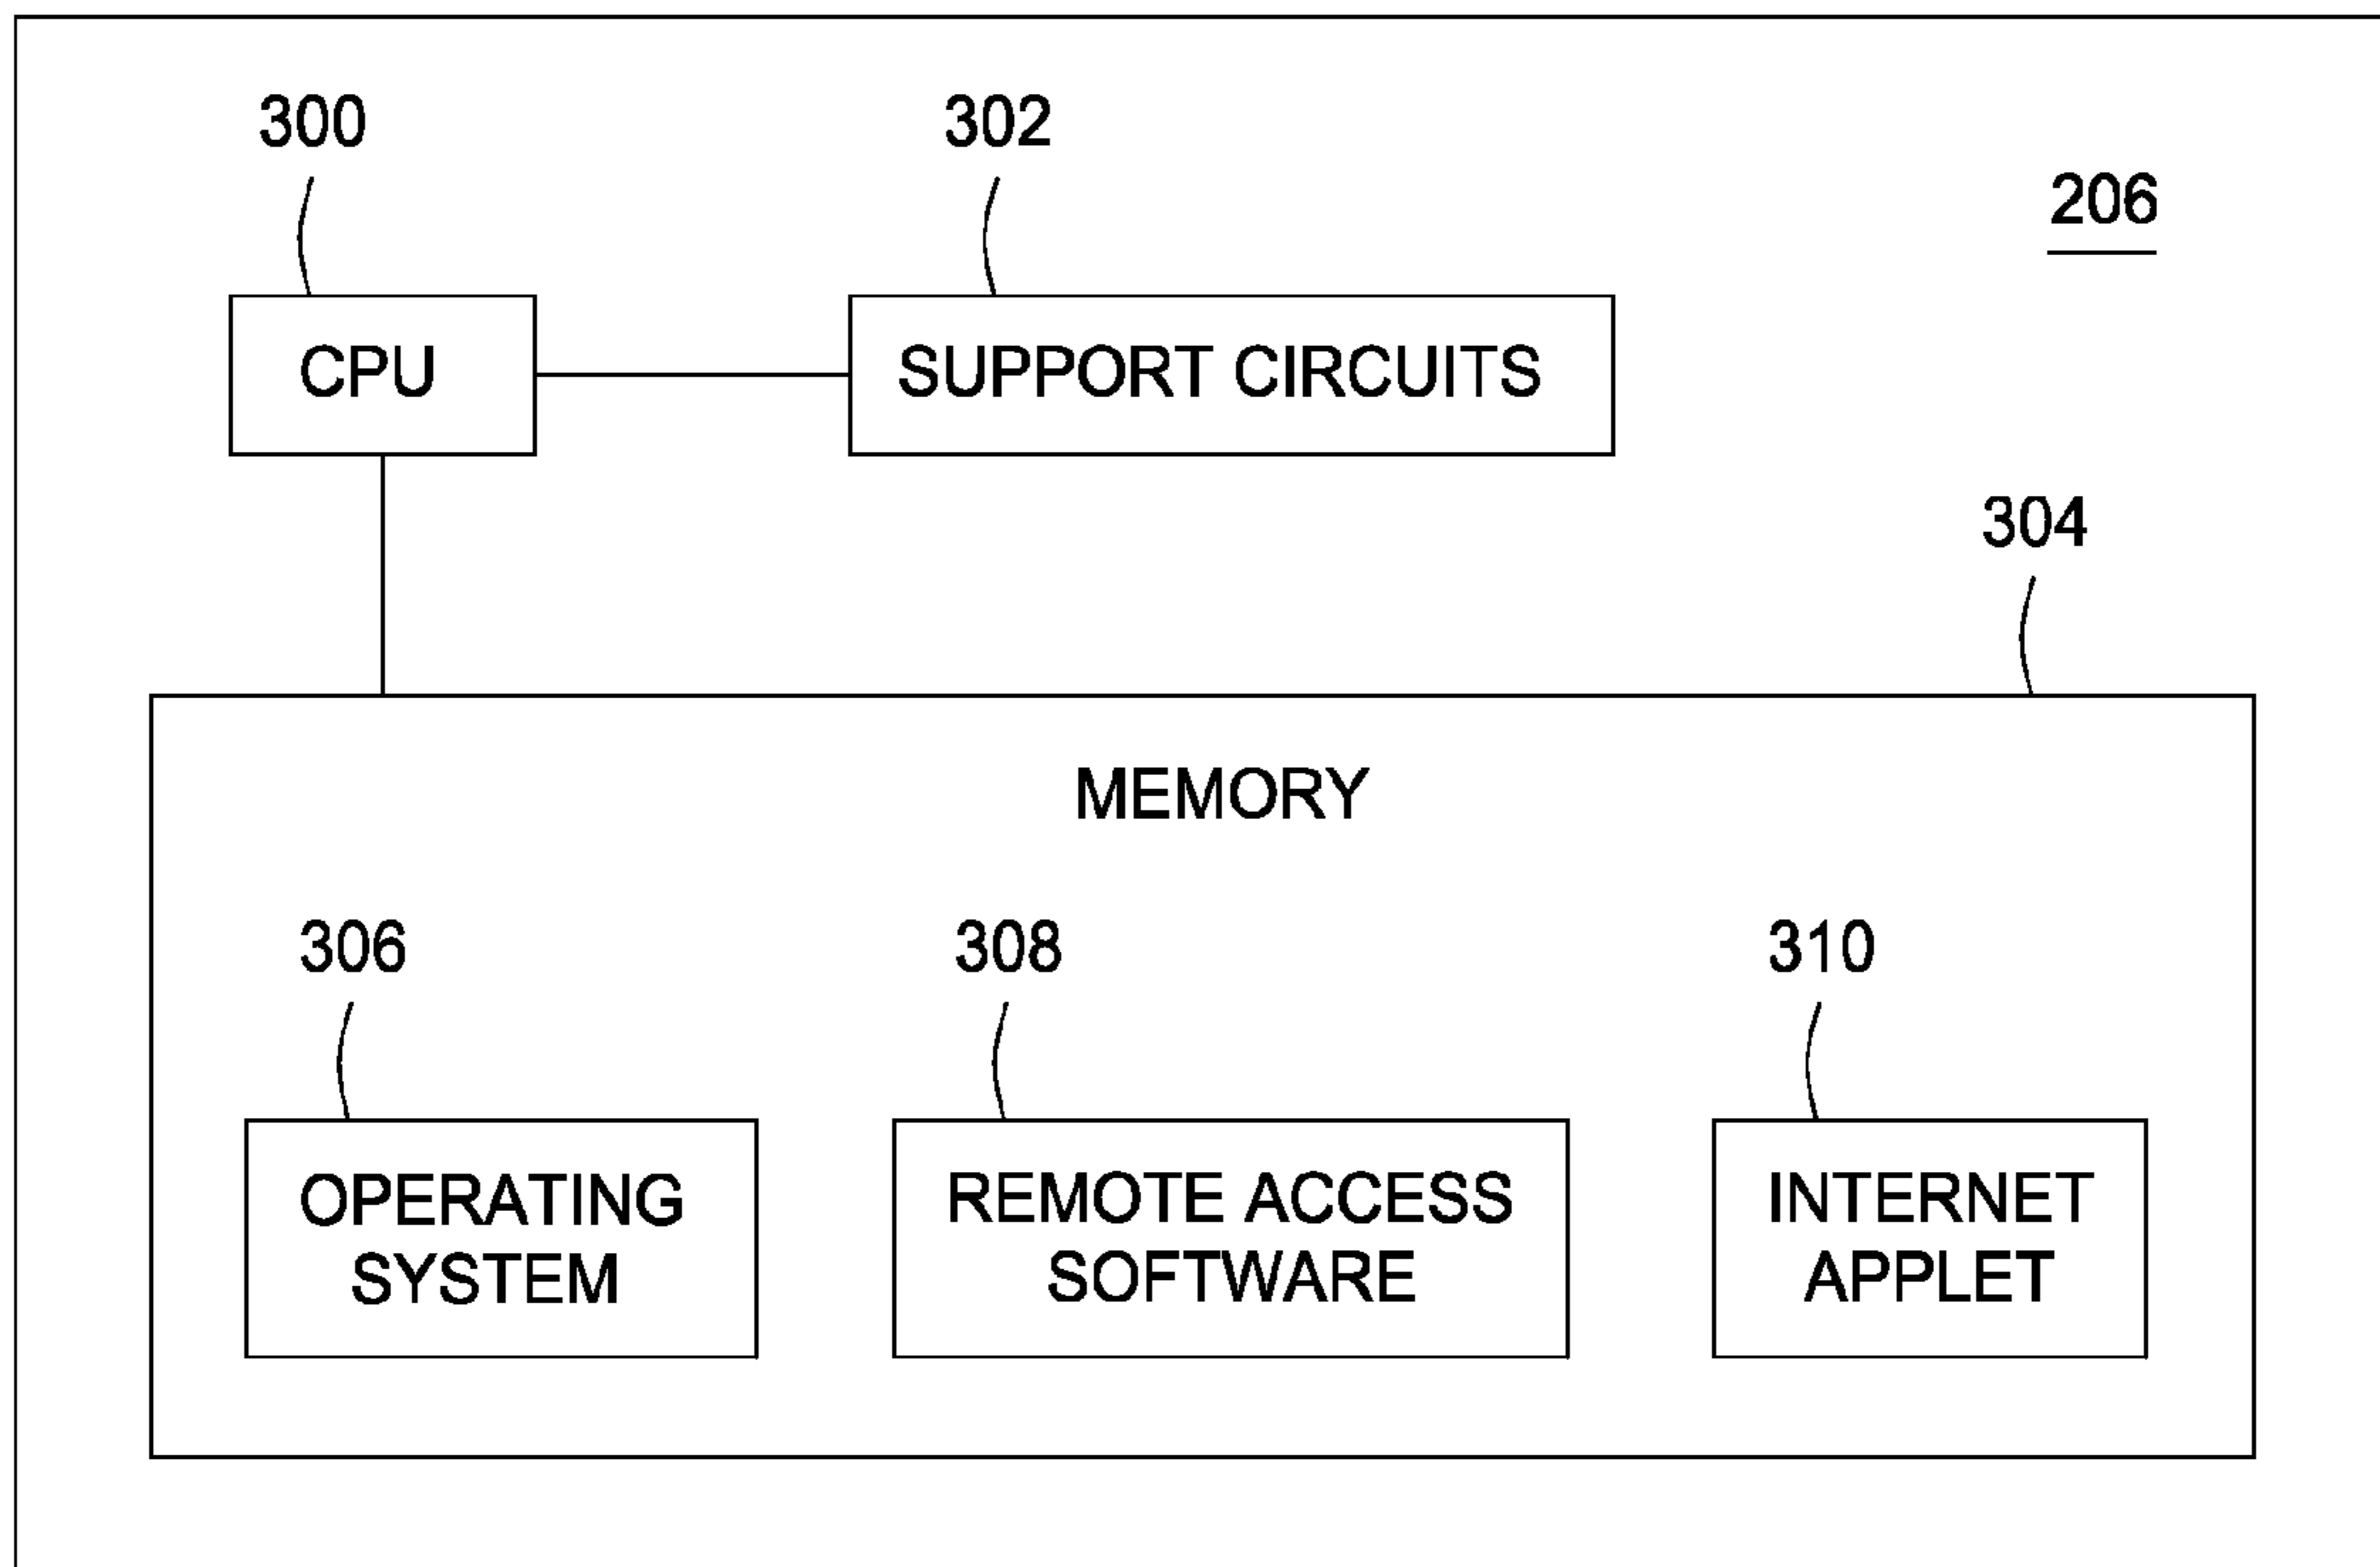 300
302
206
CPU
SUPPORT CIRCUITS
304
MEMORY
306
308
310
OPERATING
SYSTEM
REMOTE ACCESS
SOFTWARE
INTERNET
APPLET